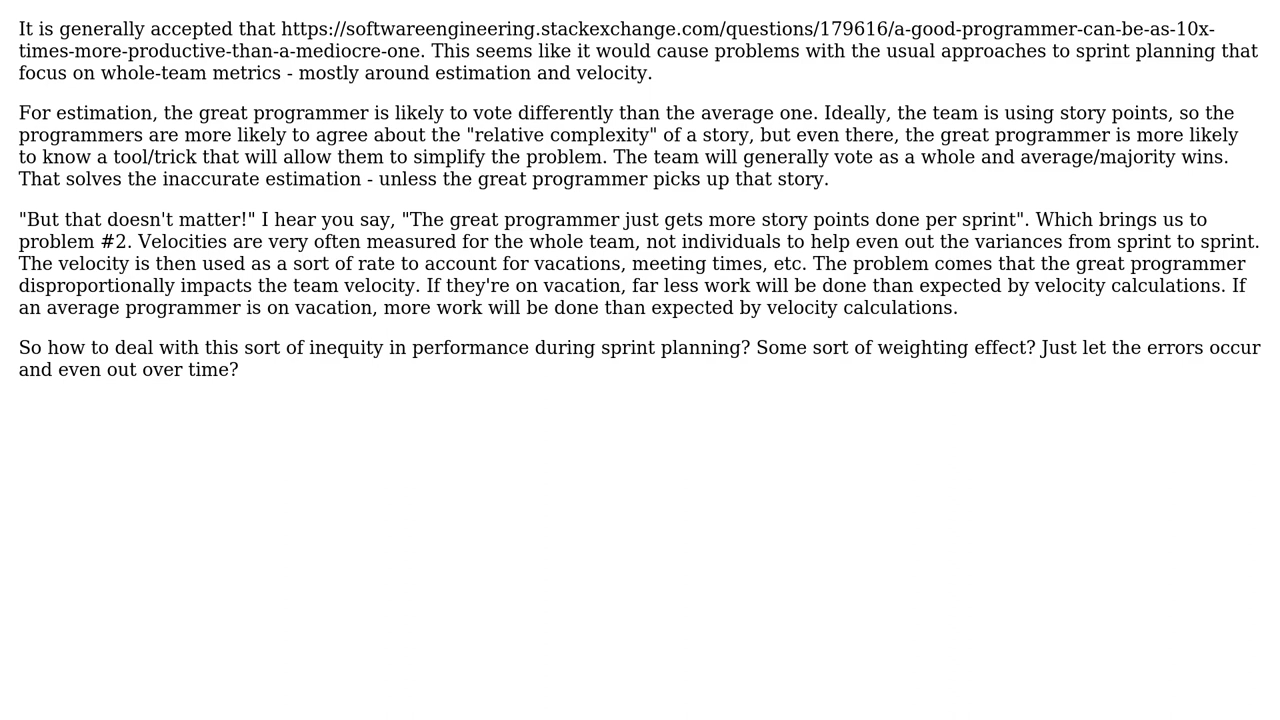 It is generally accepted that https://softwareengineering.stackexchange.com/questions/179616/a-good-programmer-can-be-as-10x-
times-more-productive-than-a-mediocre-one. This seems like it would cause problems with the usual approaches to sprint planning that
focus on whole-team metrics - mostly around estimation and velocity.
For estimation, the great programmer is likely to vote differently than the average one. Ideally, the team is using story points, so the
programmers are more likely to agree about the "relative complexity" of a story, but even there, the great programmer is more likely
to know a tool/trick that will allow them to simplify the problem. The team will generally vote as a whole and average/majority wins.
That solves the inaccurate estimation - unless the great programmer picks up that story.
"But that doesn't matter!" I hear you say, "The great programmer just gets more story points done per sprint". Which brings us to
problem #2. Velocities are very often measured for the whole team, not individuals to help even out the variances from sprint to sprint.
The velocity is then used as a sort of rate to account for vacations, meeting times, etc. The problem comes that the great programmer
disproportionally impacts the team velocity. If they're on vacation, far less work will be done than expected by velocity calculations. If
an average programmer is on vacation, more work will be done than expected by velocity calculations.
So how to deal with this sort of inequity in performance during sprint planning? Some sort of weighting effect? Just let the errors occur
and even out over time?